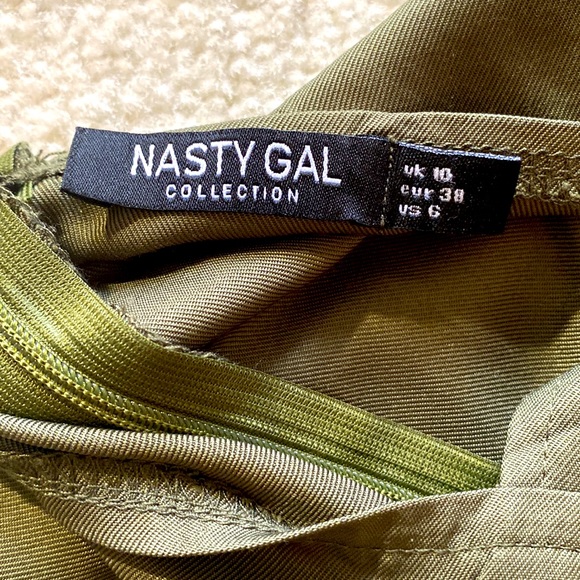 NASTY GAL
COLLECTION
uk 10
eur 38
us 6